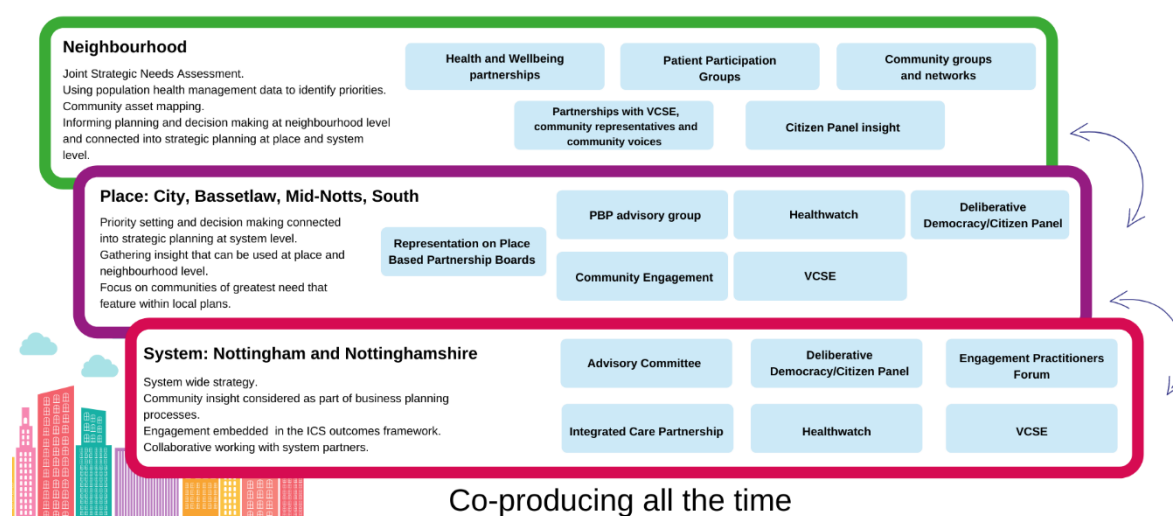 Neighbourhood
Joint Strategic Needs Assessment.
Using population health management data to identify priorities.
Community asset mapping.
Informing planning and decision making at neighbourhood level
and connected into strategic planning at place and system
level.
Health and Wellbeing
partnerships
Patient Participation
Groups
Community groups
and networks
Partnerships with VCSE,
community representatives and
community voices
Citizen Panel insight
Place: City, Bassetlaw, Mid-Notts, South
Priority setting and decision making connected
into strategic planning at system level.
Gathering insight that can be used at place and
neighbourhood level.
Focus on communities of greatest need that
feature within local plans.
Representation on Place
Based Partnership Boards
PBP advisory group
Healthwatch
Deliberative
Democracy/Citizen Panel
Community Engagement
VCSE
System: Nottingham and Nottinghamshire
System wide strategy.
Community insight considered as part of business planning
processes.
Engagement embedded in the ICS outcomes framework.
Collaborative working with system partners.
Advisory Committee
Deliberative
Democracy/Citizen Panel
Engagement Practitioners
Forum
Integrated Care Partnership
Healthwatch
VCSE
Co-producing all the time